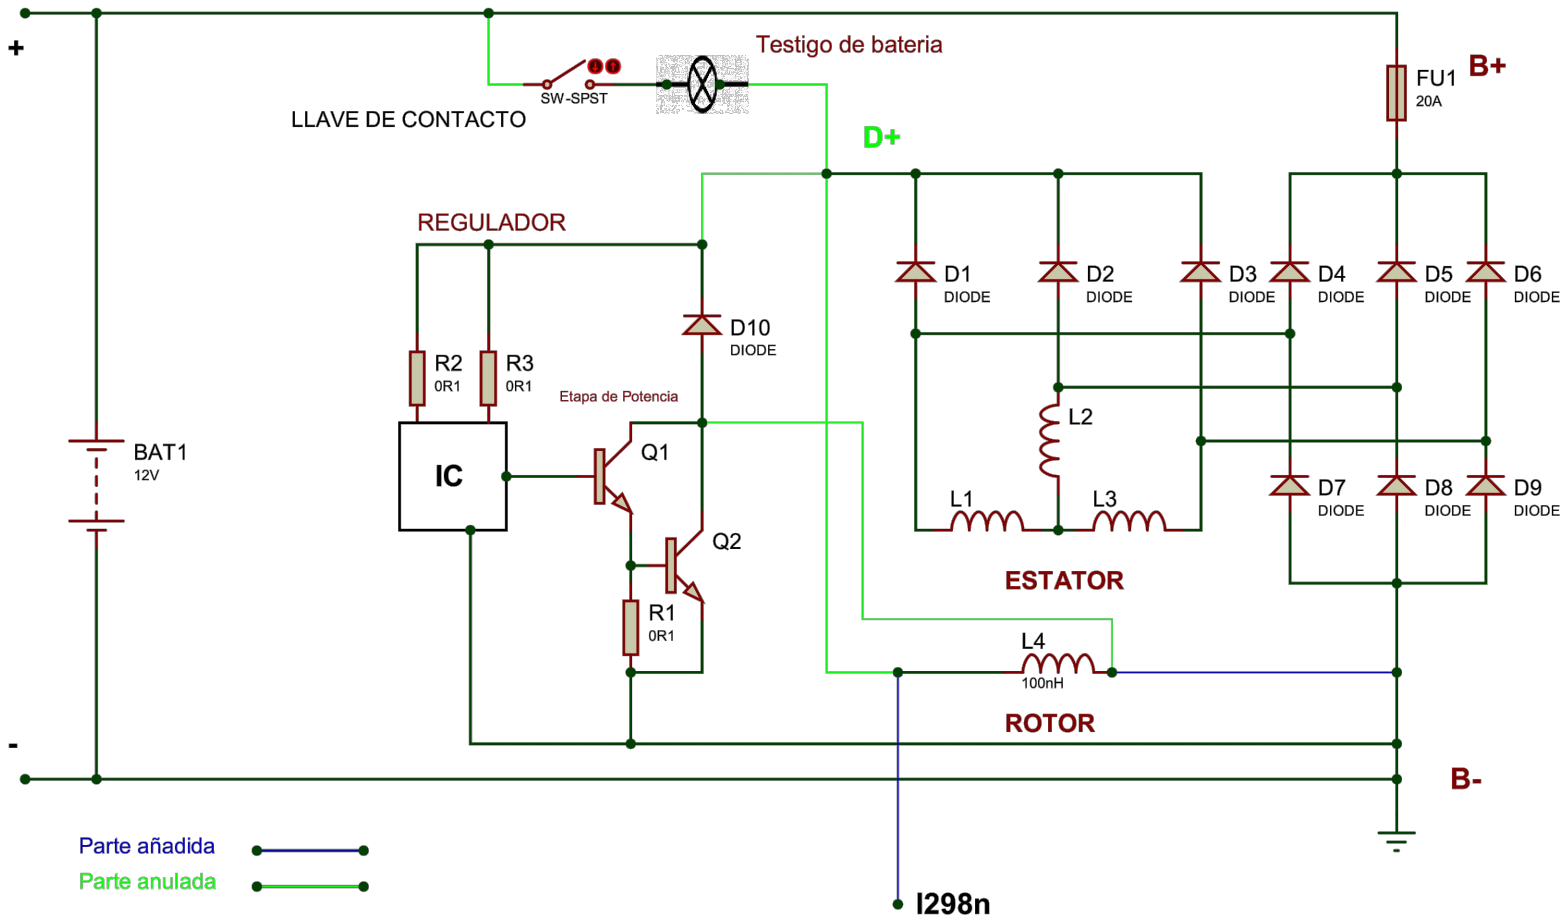 +
Testigo de bateria
B+
FU1
20A
SW-SPST
LLAVE DE CONTACTO
D+
REGULADOR
D1
DIODE
D2
DIODE
D3
DIODE
D4
DIODE
D5
DIODE
D6
DIODE
D10
DIODE
R2
0R1
R3
0R1
Etapa de Potencia
L2
BAT1
12V
IC
Q1
D7
DIODE
D8
DIODE
D9
DIODE
L1
L3
Q2
ESTATOR
R1
0R1
L4
100nH
ROTOR
-
B-
Parte añadida
Parte anulada
I298n